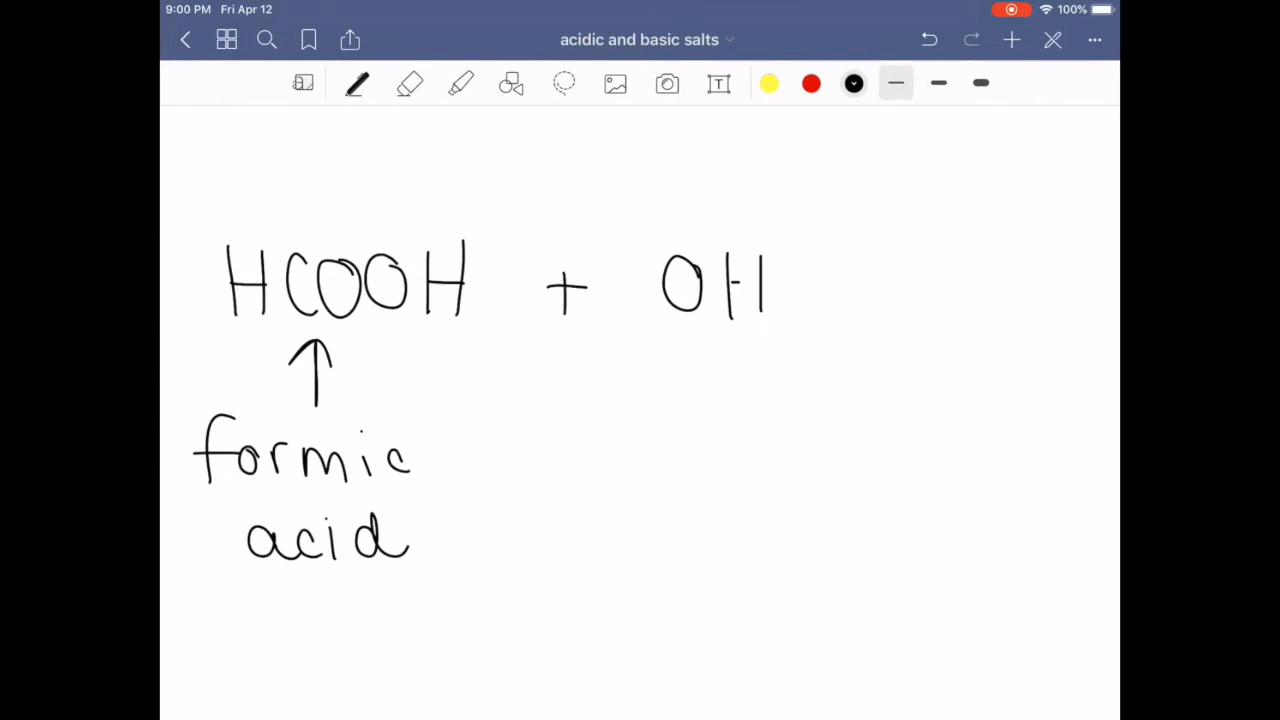 9:00 PM Fri Apr 12
100%
acidic and basic salts
T
HCOOH + OH
formic
acid